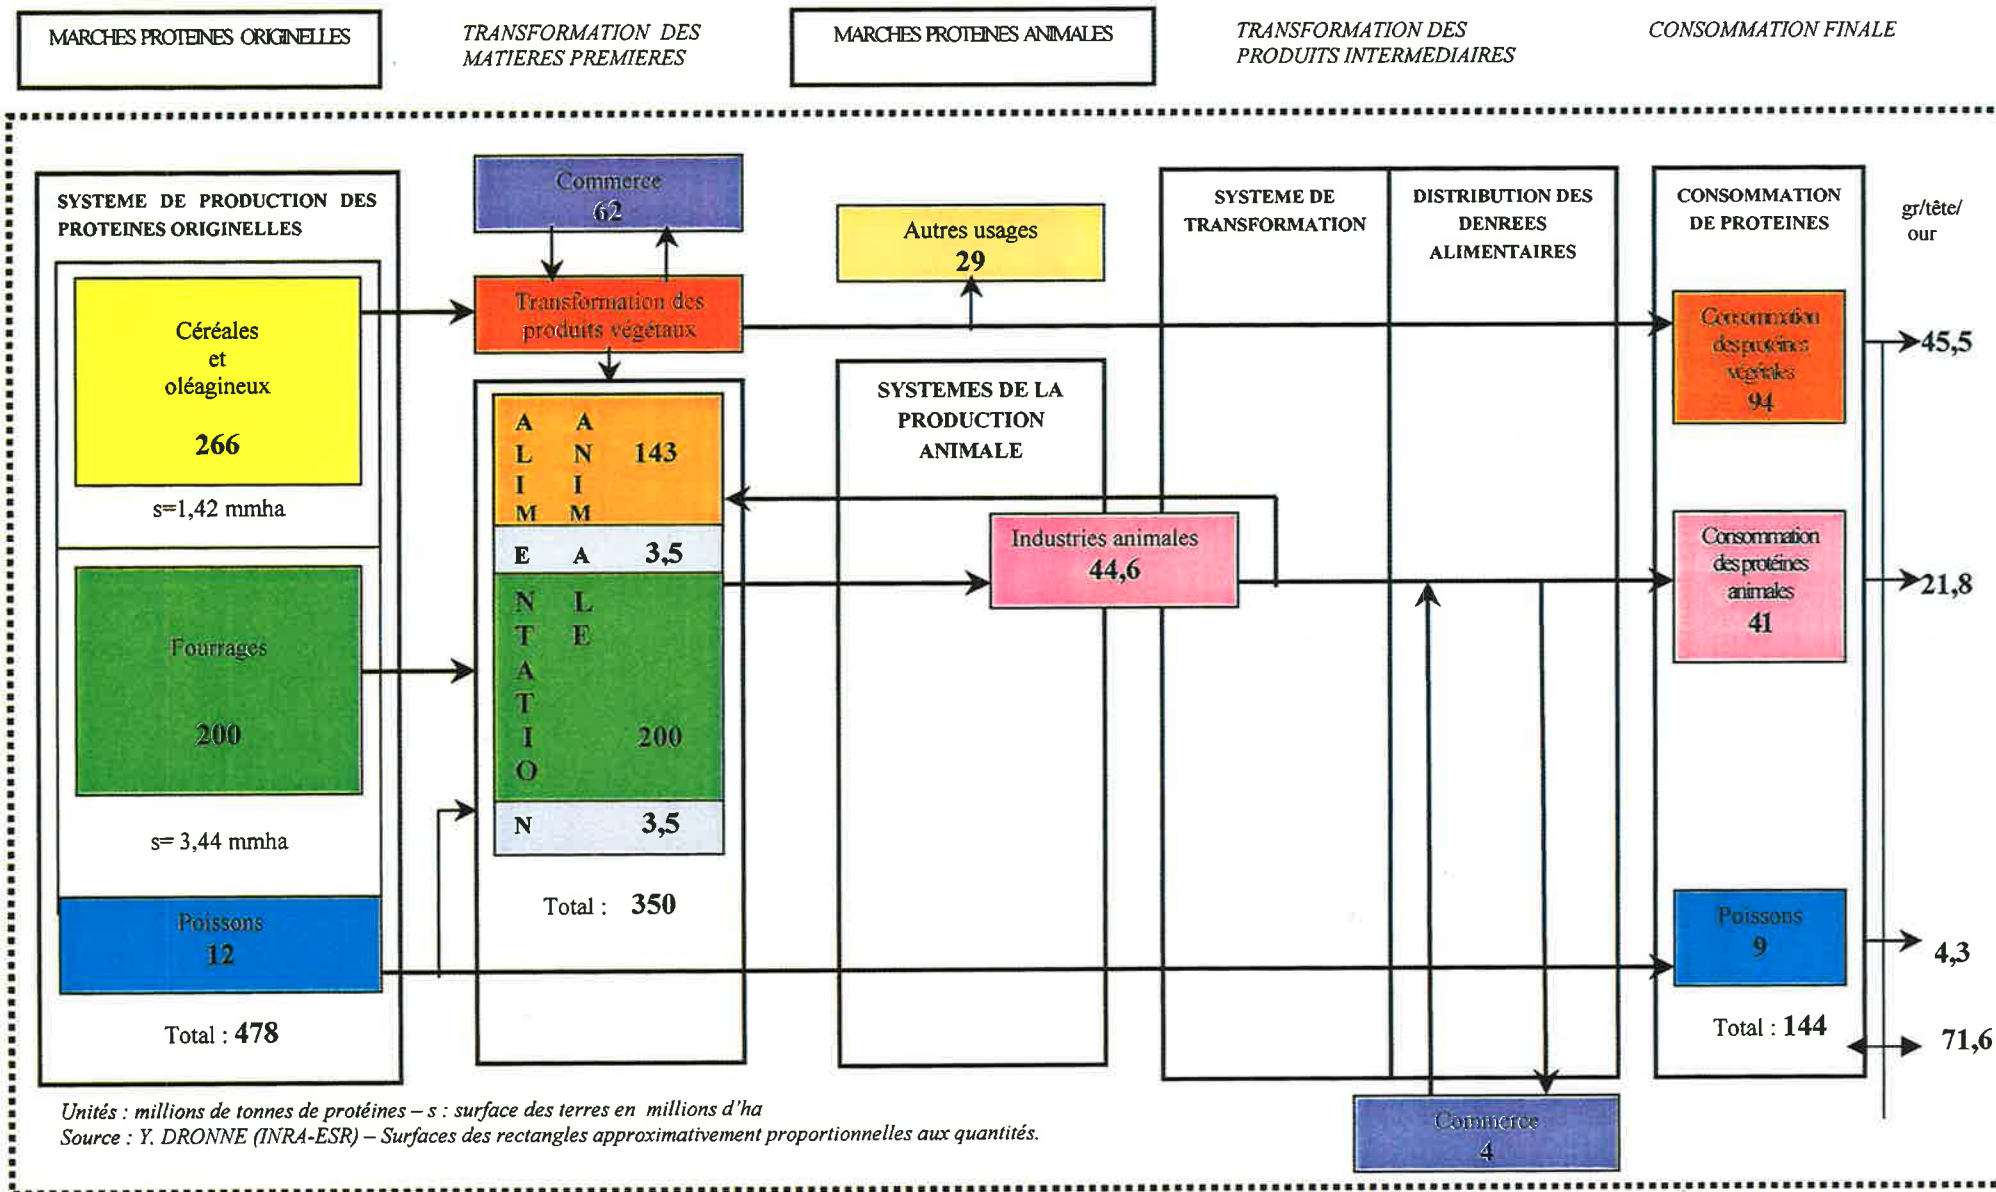 MARCHES PROTEINES ORIGINELLES
TRANSFORMATION DES
MATIERES PREMIERES
MARCHES PROTEINES ANIMALES
TRANSFORMATION DES
PRODUITS INTERMEDIAIRES
CONSOMMATION FINALE
SYSTEME DE PRODUCTION DES
PROTEINES ORIGINELLES
Céréales
et
oléagineux
266
s=1,42 mmha
Fourrages
200
s= 3,44 mmha
Poissons
12
Total : 478
Commerce
62
Transformation des
produits végétaux
A A
L N 143
I I
M M
E A 3,5
N L
T E
A
T
I 200
O
N 3,5
Total : 350
Autres usages
29
SYSTEMES DE LA
PRODUCTION
ANIMALE
Industries animales
44,6
SYSTEME DE
TRANSFORMATION
DISTRIBUTION DES
DENREES
ALIMENTAIRES
Commerce
4
CONSOMMATION
DE PROTEINES
Consommation
des protéines
végétales
94
Consommation
des protéines
animales
41
Poissons
9
Total : 144
gr/tête/
our
45,5
21,8
4,3
71,6
Unités : millions de tonnes de protéines – s : surface des terres en millions d'ha
Source : Y. DRONNE (INRA-ESR) – Surfaces des rectangles approximativement proportionnelles aux quantités.